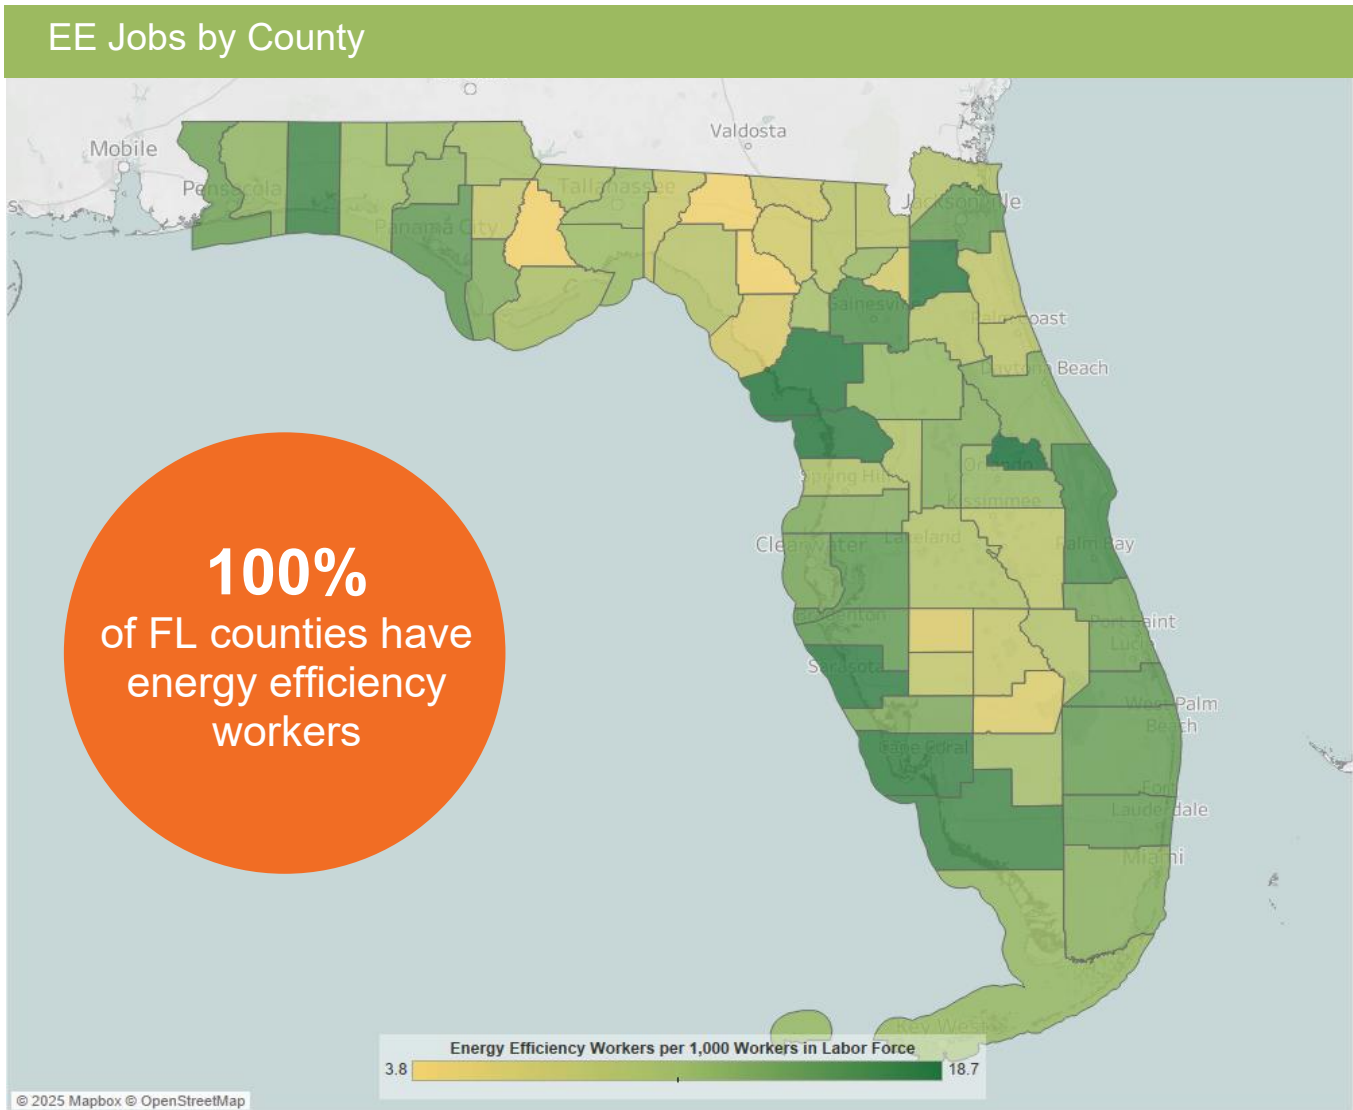 EE Jobs by County
Mobile
Valdosta
Pensacola
Tallahassee
Jacksonville
Panama City
Gainesville
Palm Coast
Daytona Beach
Orlando
Spring Hill
Kissimmee
Clearwater
Lakeland
Palm Bay
100%
of FL counties have
energy efficiency
workers
Bradenton
Port Saint
Lucie
Sarasota
West Palm
Beach
Cape Coral
Fort
Lauderdale
Miami
Key West
Energy Efficiency Workers per 1,000 Workers in Labor Force
3.8
18.7
© 2025 Mapbox © OpenStreetMap